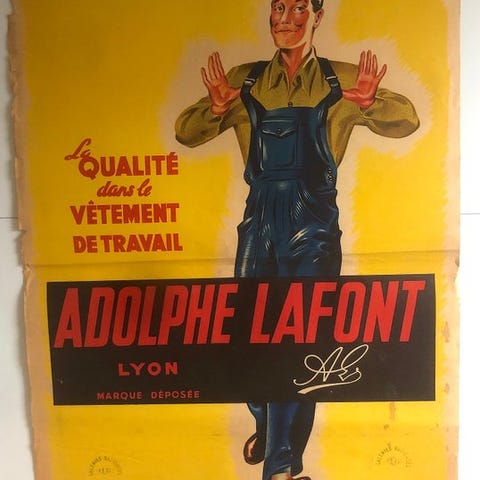 La
QUALITÉ
dans le
VÊTEMENT
DE TRAVAIL
ADOLPHE LAFONT
LYON
MARQUE DÉPOSÉE